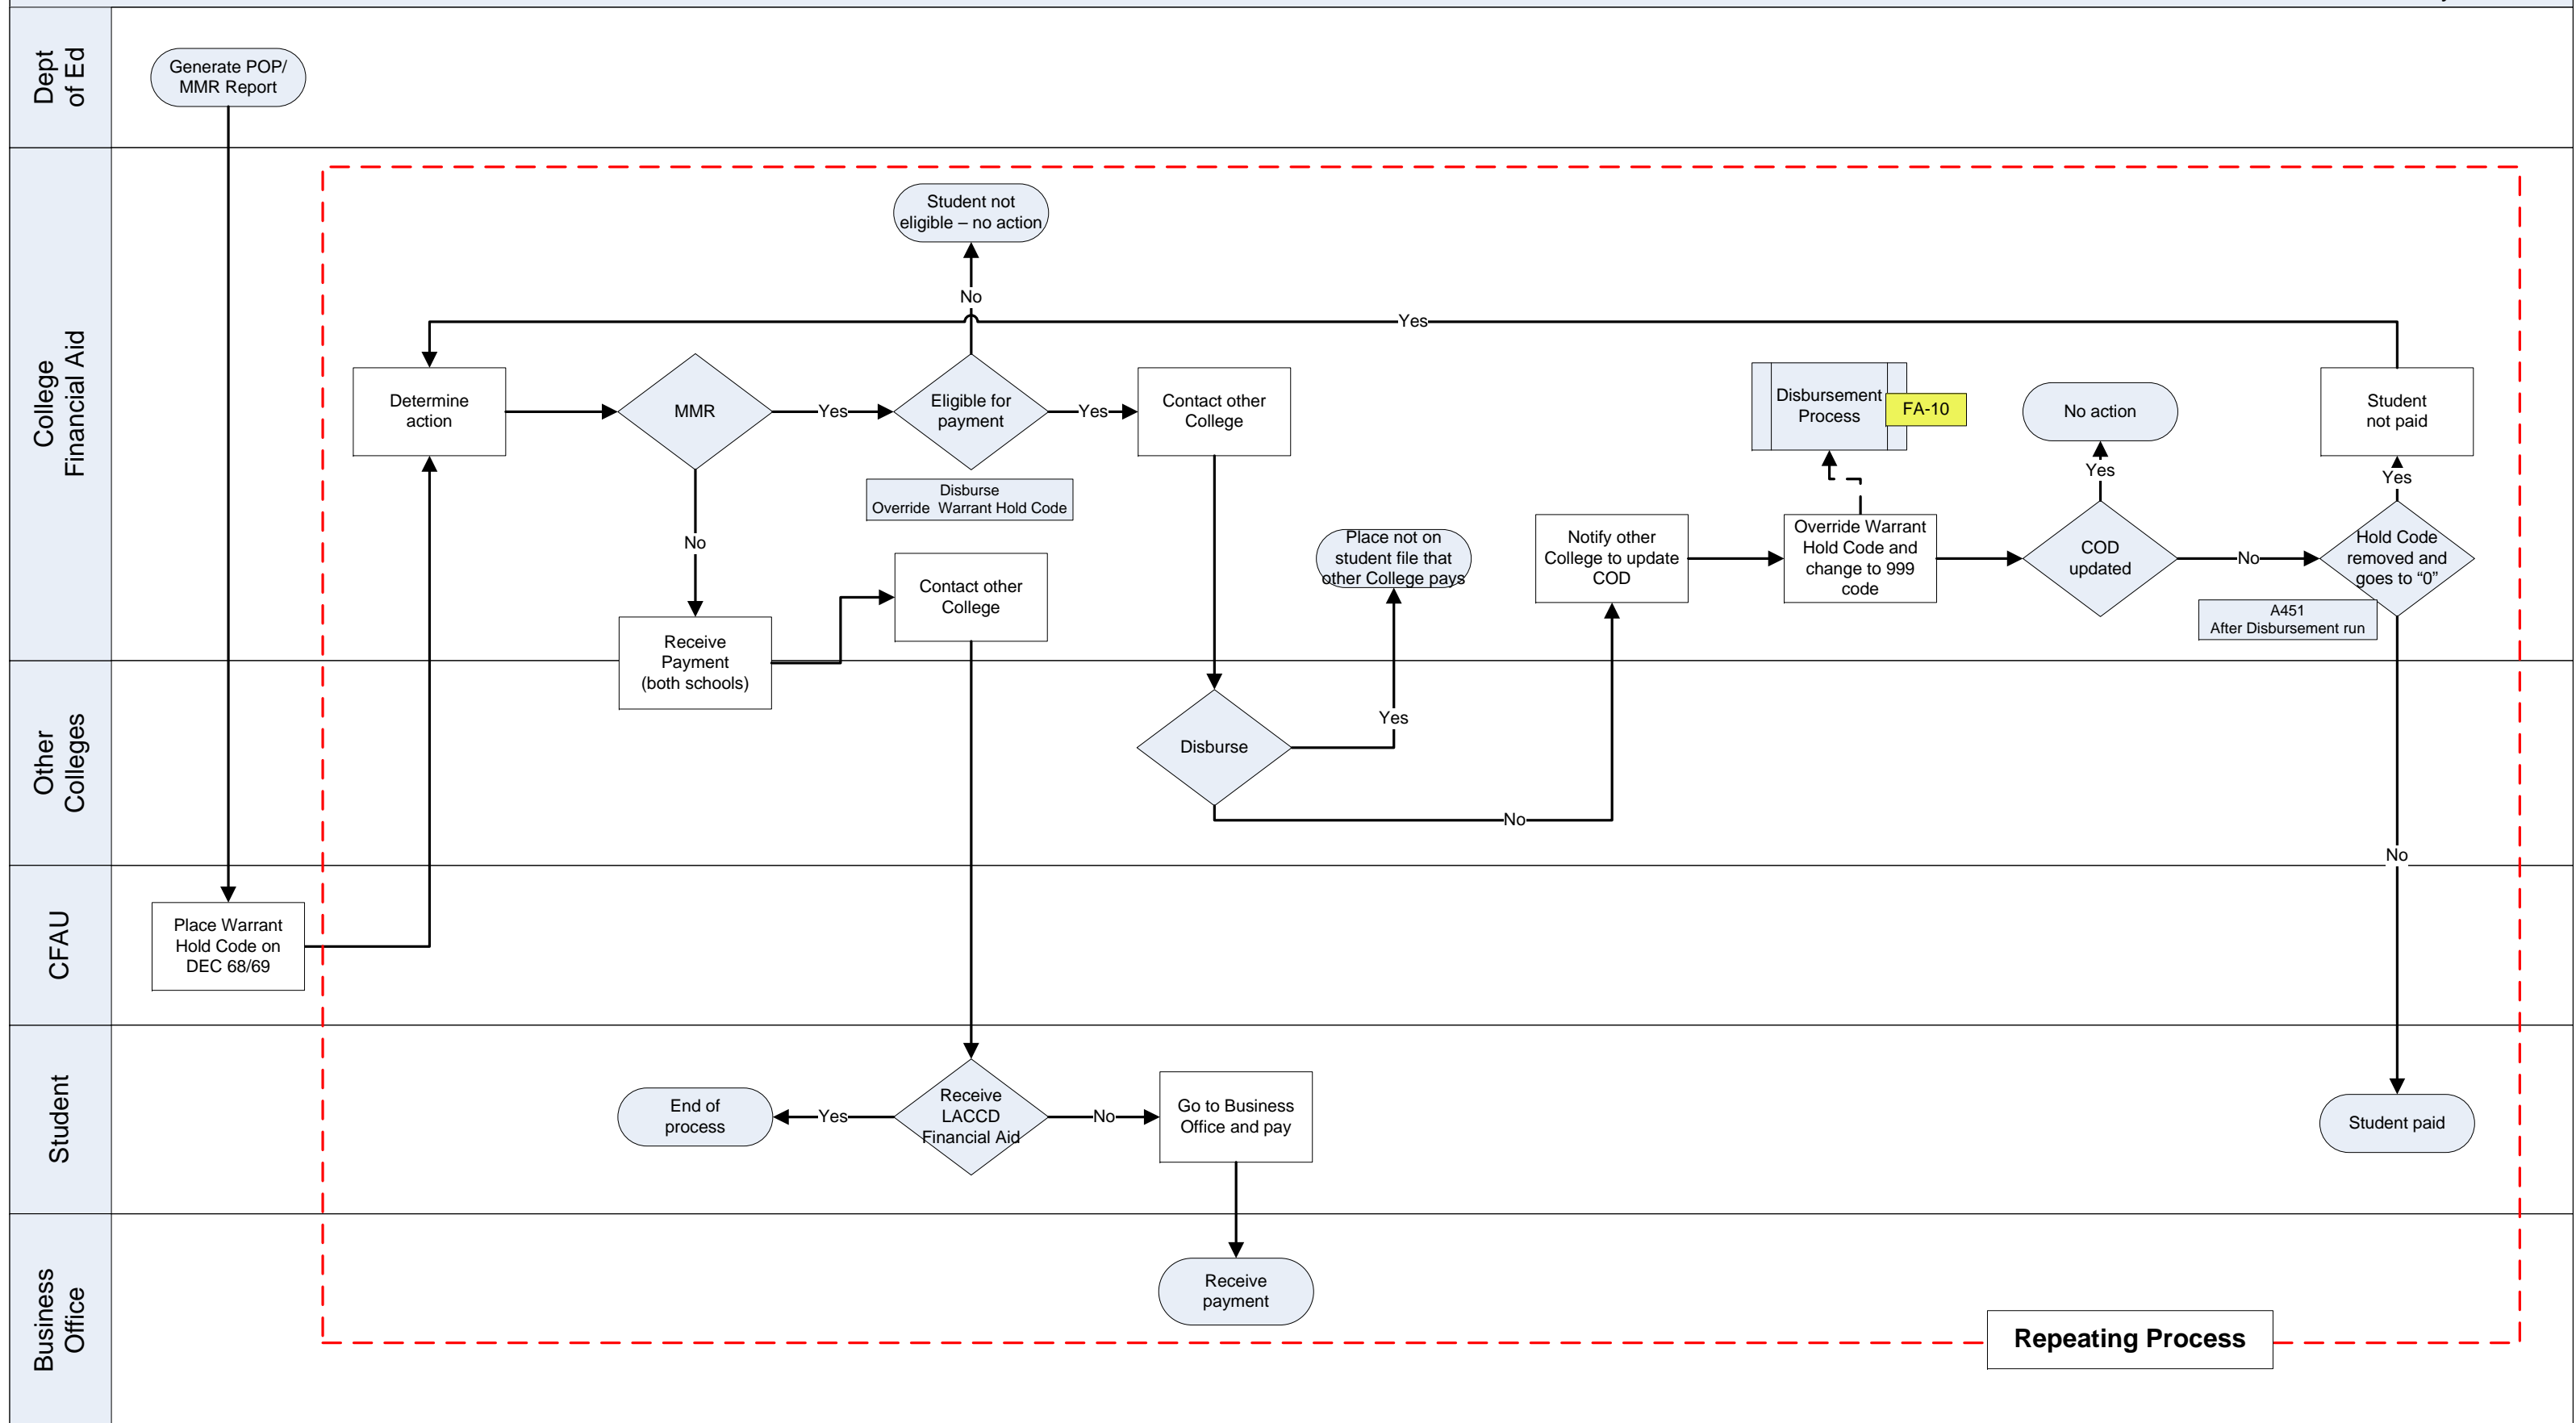 Dept
of Ed
Generate POP/
MMR Report
College
Financial Aid
Student not
eligible – no action
No
Yes
Determine
action
MMR
Yes
Eligible for
payment
Yes
Contact other
College
Disburse
Override Warrant Hold Code
No
Receive
Payment
(both schools)
Contact other
College
Place not on
student file that
other College pays
Notify other
College to update
COD
Disbursement
Process
FA-10
Override Warrant
Hold Code and
change to 999
code
No action
Yes
COD
updated
No
Student
not paid
Yes
Hold Code
removed and
goes to “0”
A451
After Disbursement run
Other
Colleges
Disburse
Yes
No
No
CFAU
Place Warrant
Hold Code on
DEC 68/69
Student
End of
process
Yes
Receive
LACCD
Financial Aid
No
Go to Business
Office and pay
Student paid
Business
Office
Receive
payment
Repeating Process